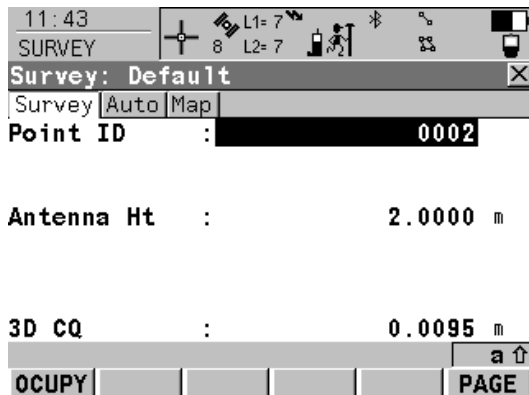 11:43
L1= 7
SURVEY
8 L2= 7
Survey: Default
Survey Auto Map
Point ID : 0002
Antenna Ht : 2.0000 m
3D CQ : 0.0095 m
a
OCUPY PAGE